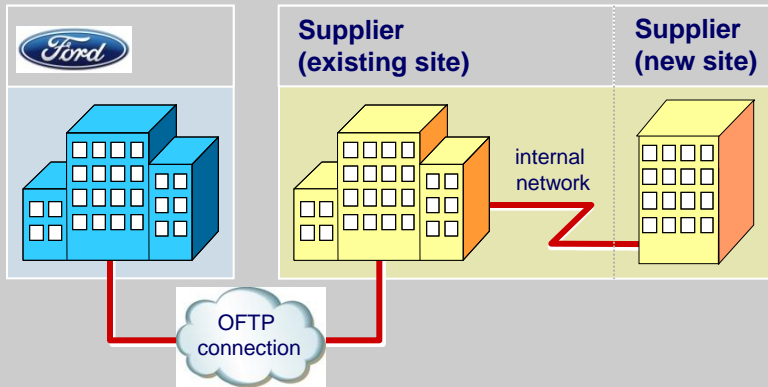 Ford
Supplier
(existing site)
Supplier
(new site)
internal
network
OFTP
connection